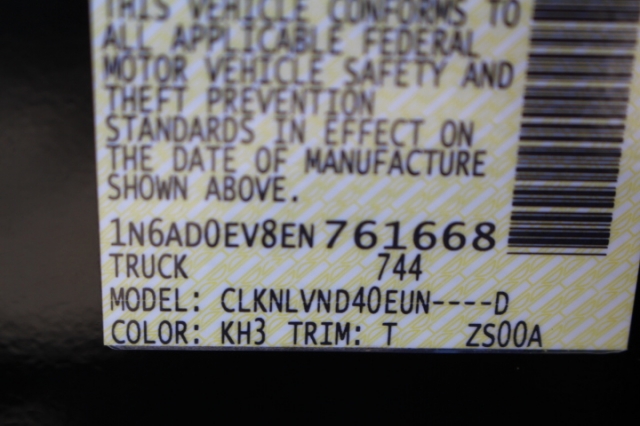 THIS VEHICLE CONFORMS TO
ALL APPLICABLE FEDERAL
MOTOR VEHICLE SAFETY AND
THEFT PREVENTION
STANDARDS IN EFFECT ON
THE DATE OF MANUFACTURE
SHOWN ABOVE.
1N6AD0EV8EN761668
TRUCK 744
MODEL: CLKNLVND40EUN----D
COLOR: KH3 TRIM: T ZS00A